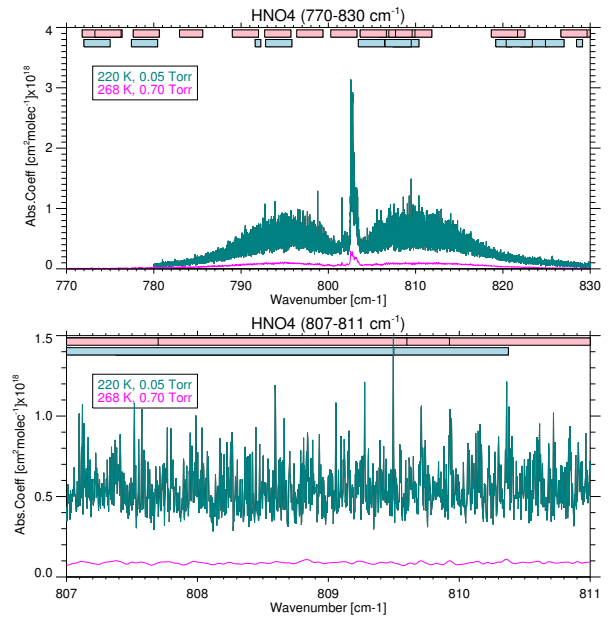 HNO4 (770-830 cm⁻¹)
4
3
2
1
0
Abs.Coeff [cm²molec⁻¹]x10¹⁸
220 K, 0.05 Torr
268 K, 0.70 Torr
770 780 790 800 810 820 830
Wavenumber [cm-1]
HNO4 (807-811 cm⁻¹)
1.5
1.0
0.5
0.0
Abs.Coeff [cm²molec⁻¹]x10¹⁸
220 K, 0.05 Torr
268 K, 0.70 Torr
807 808 809 810 811
Wavenumber [cm-1]